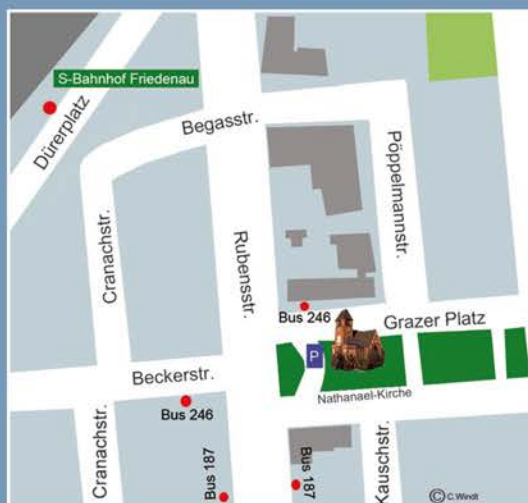 S-Bahnhof Friedenau
Dürerplatz
Begasstr.
Pöppelmannstr.
Cranachstr.
Rubensstr.
Bus 246
Grazer Platz
P
Beckerstr.
Nathanael-Kirche
Bus 246
Cranachstr.
Bus 187
Bus 187
Kauschstr.
© C.Windt